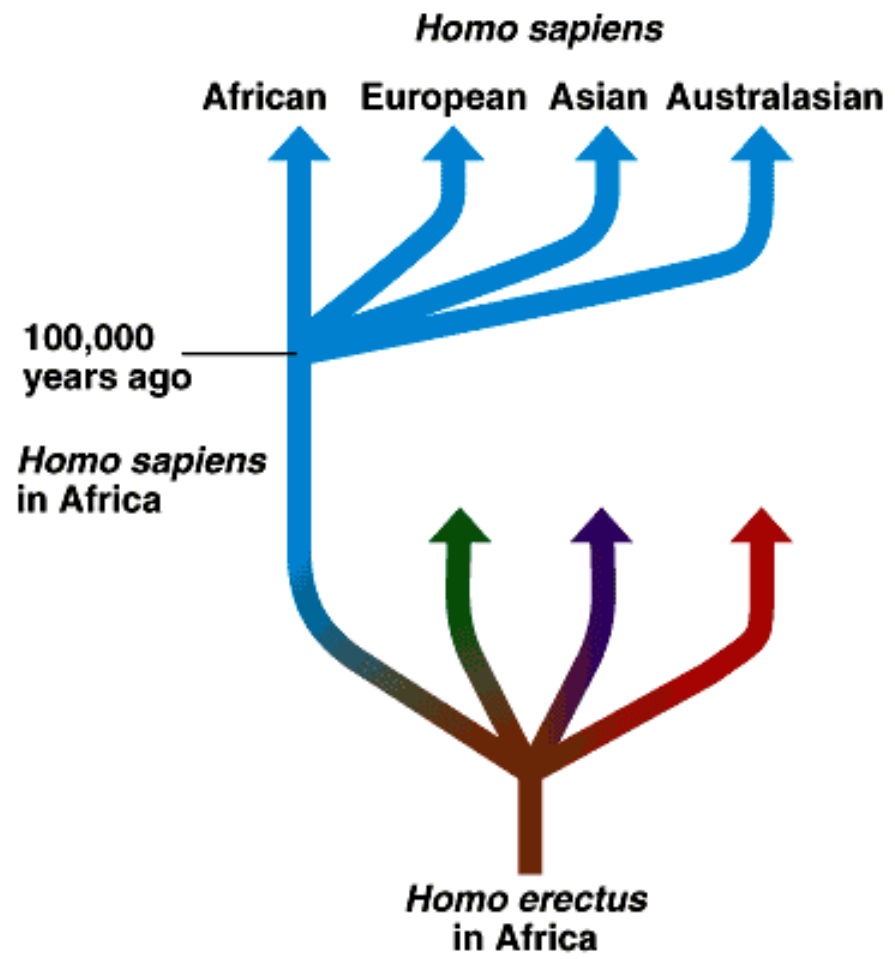 Homo sapiens
African European Asian Australasian
100,000
years ago
Homo sapiens
in Africa
Homo erectus
in Africa